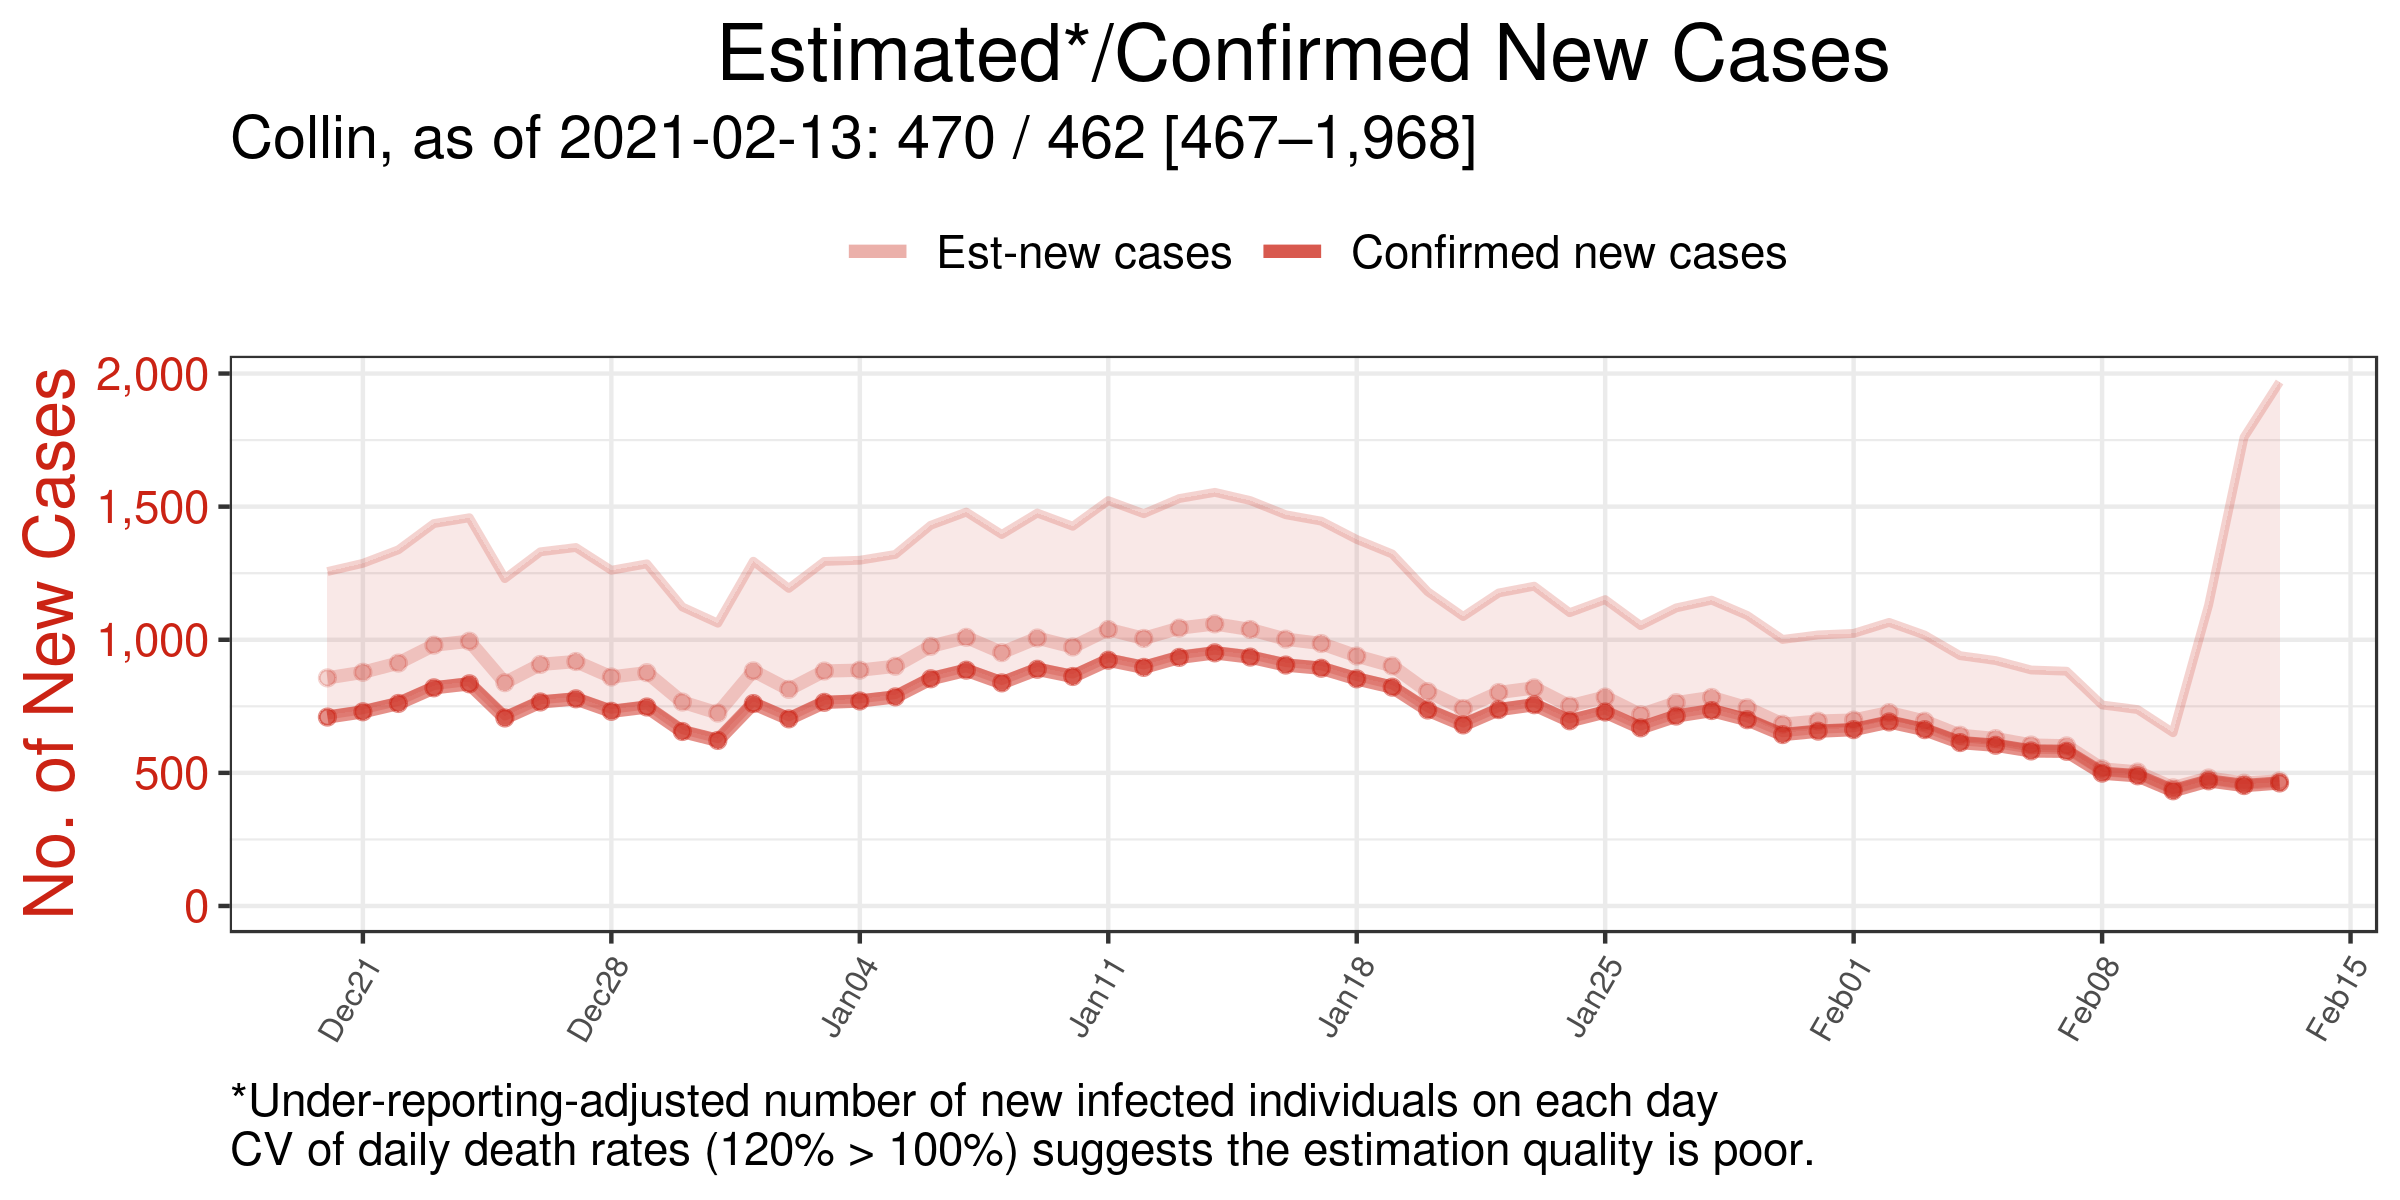 Estimated*/Confirmed New Cases
Collin, as of 2021-02-13: 470 / 462 [467–1,968]
Est-new cases
Confirmed new cases
No. of New Cases
2,000
1,500
1,000
500
0
Dec21
Dec28
Jan04
Jan11
Jan18
Jan25
Feb01
Feb08
Feb15
*Under-reporting-adjusted number of new infected individuals on each day
CV of daily death rates (120% > 100%) suggests the estimation quality is poor.